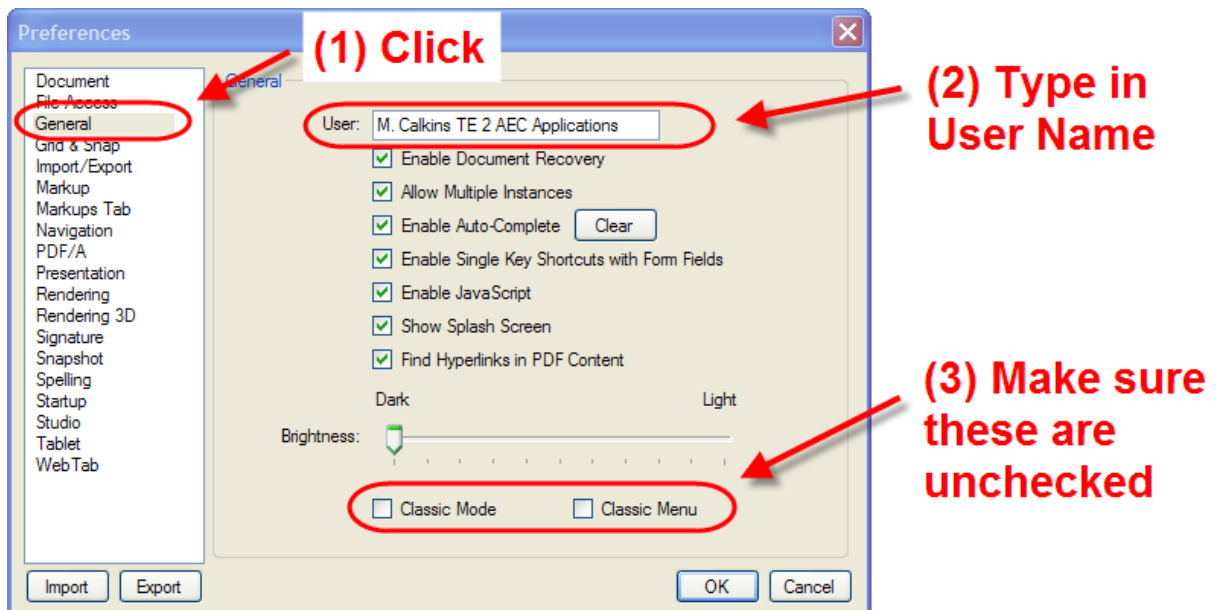 Preferences
(1) Click
Document
File Access
General
Grid & Snap
Import/Export
Markup
Markups Tab
Navigation
PDF/A
Presentation
Rendering
Rendering 3D
Signature
Snapshot
Spelling
Startup
Studio
Tablet
WebTab
General
User: M. Calkins TE 2 AEC Applications
Enable Document Recovery
Allow Multiple Instances
Enable Auto-Complete Clear
Enable Single Key Shortcuts with Form Fields
Enable JavaScript
Show Splash Screen
Find Hyperlinks in PDF Content
Dark Light
Brightness:
Classic Mode Classic Menu
Import Export
OK Cancel
(2) Type in
User Name
(3) Make sure
these are
unchecked